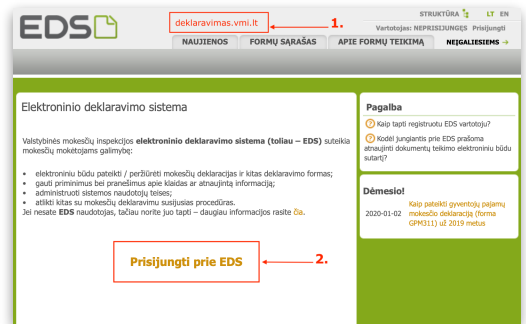 EDS
deklaravimas.vmi.lt
1.
STRUKTŪRA LT EN
Vartotojas: NEPRISIJUNGĘS Prisijungti
NAUJIENOS FORMŲ SĄRAŠAS APIE FORMŲ TEIKIMĄ NEĮGALIESIEMS →
Elektroninio deklaravimo sistema
Valstybinės mokesčių inspekcijos elektroninio deklaravimo sistema (toliau – EDS) suteikia
mokesčių mokėtojams galimybę:
• elektroniniu būdu pateikti / peržiūrėti mokesčių deklaracijas ir kitas deklaravimo formas;
• gauti priminimus bei pranešimus apie klaidas ar atnaujintą informaciją;
• administruoti sistemos naudotojų teises;
• atlikti kitas su mokesčių deklaravimu susijusias procedūras.
Jei nesate EDS naudotojas, tačiau norite juo tapti – daugiau informacijos rasite čia.
Prisijungti prie EDS
2.
Pagalba
? Kaip tapti registruotu EDS vartotoju?
? Kodėl jungiantis prie EDS prašoma
atnaujinti dokumentų teikimo elektroniniu būdu
sutartį?
Dėmesio!
2020-01-02 Kaip pateikti gyventojų pajamų
mokesčio deklaraciją (forma
GPM311) už 2019 metus